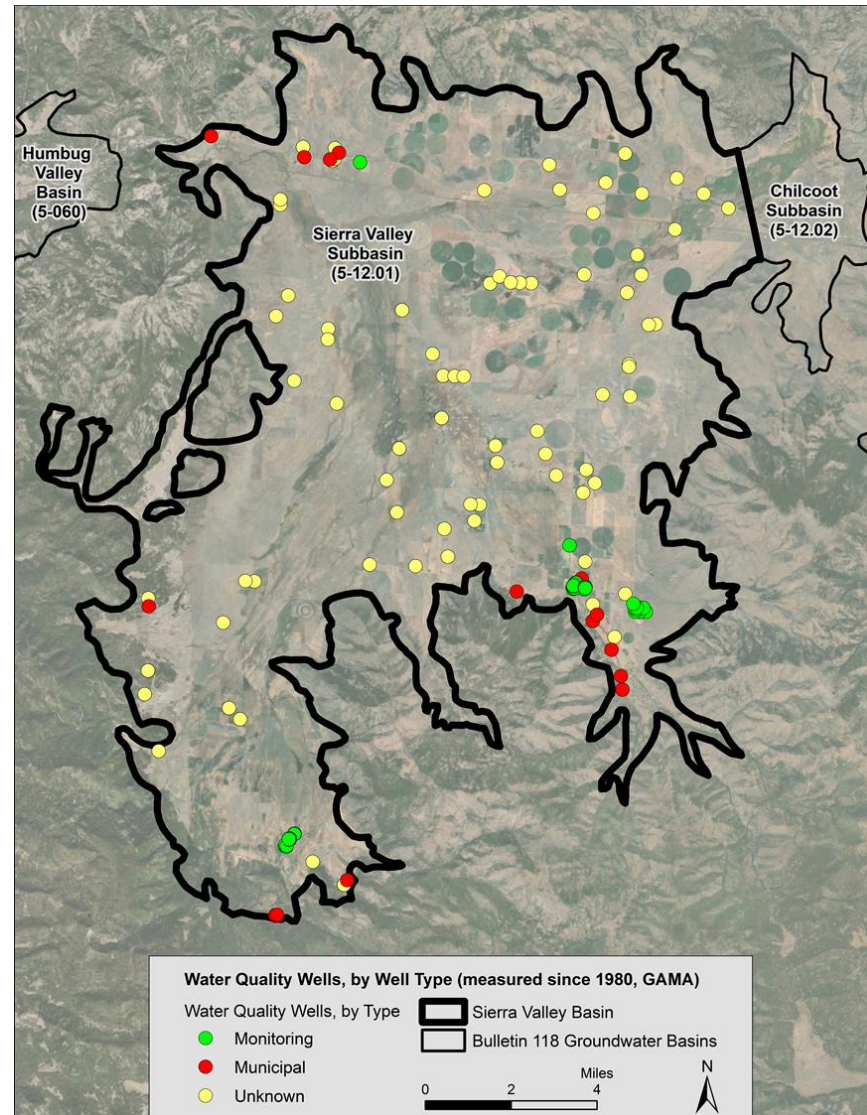 Humbug
Valley
Basin
(5-060)
Sierra Valley
Subbasin
(5-12.01)
Chilcoot
Subbasin
(5-12.02)
Water Quality Wells, by Well Type (measured since 1980, GAMA)
Water Quality Wells, by Type
Monitoring
Municipal
Unknown
Sierra Valley Basin
Bulletin 118 Groundwater Basins
Miles
0 2 4
N